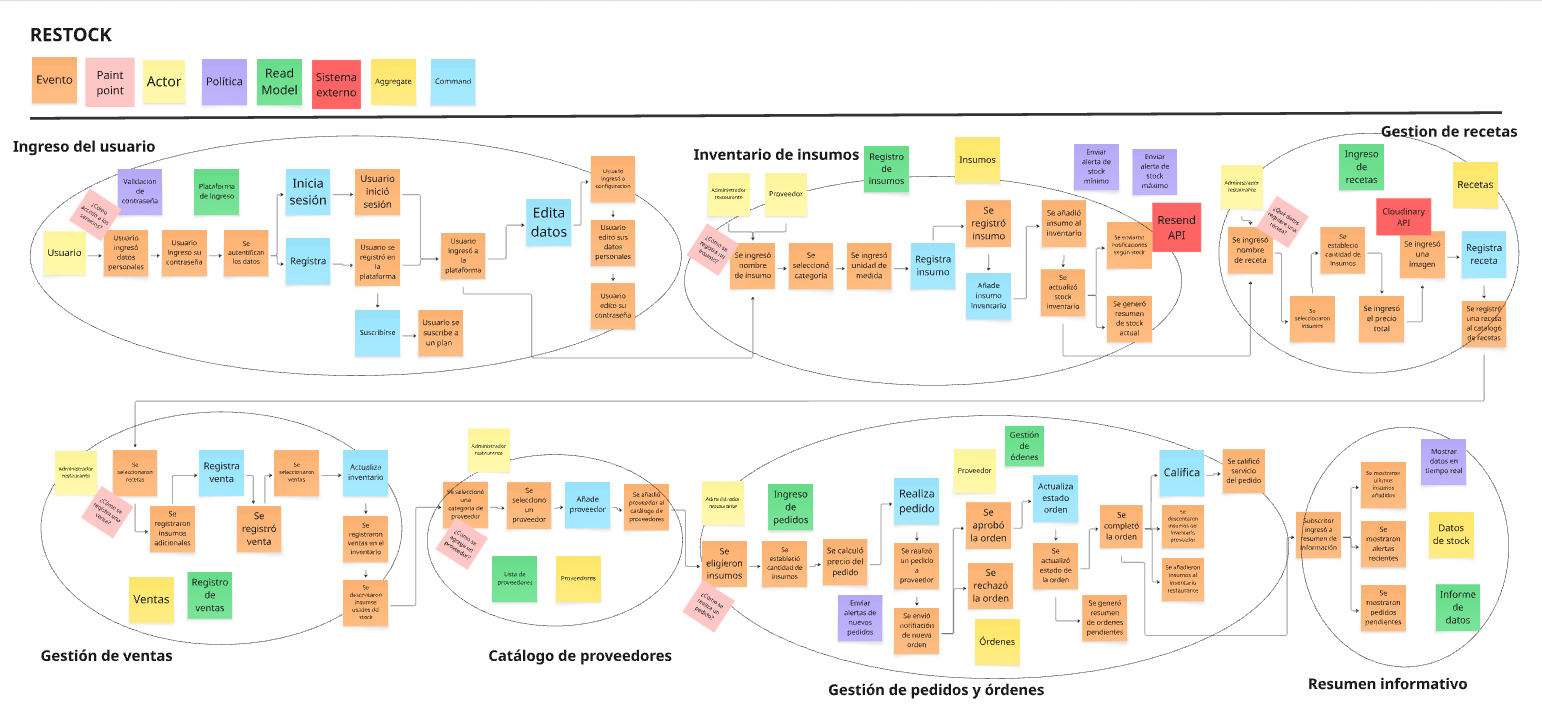 RESTOCK
Evento
Paint
point
Actor
Política
Read
Model
Sistema
externo
Aggregate
Command
Ingreso del usuario
Validación
de
contraseña
Plataforma
de ingreso
¿Cómo
accedo a los
servicios?
Usuario
Usuario
ingresó
datos
personales
Usuario
ingreso su
contraseña
Se
autentifican
los datos
Inicia
sesión
Usuario
inició
sesión
Registra
Usuario se
registró en
la
plataforma
Suscribirse
Usuario se
suscribe a
un plan
Usuario
ingresó a
la
plataforma
Edita
datos
Usuario
ingresó a
configuración
Usuario
edito sus
datos
personales
Usuario
edito su
contraseña
Inventario de insumos
Registro
de
insumos
Insumos
Administrador
restaurante
Proveedor
¿Cómo se
registra un
insumo?
Se ingresó
nombre
de insumo
Se
seleccionó
categoría
Se ingresó
unidad de
medida
Registra
insumo
Se
registró
insumo
Añade
insumo
inventario
Se añadió
insumo al
inventario
Se
actualizó
stock
inventario
Se enviaron
notificaciones
según stock
Se generó
resumen
de stock
actual
Enviar
alerta de
stock
mínimo
Enviar
alerta de
stock
máximo
Resend
API
Gestion de recetas
Administrador
restaurante
Ingreso
de
recetas
Recetas
¿Qué datos
requiere una
receta?
Cloudinary
API
Se ingresó
nombre
de receta
Se
seleccionaron
insumos
Se
estableció
cantidad de
insumos
Se ingresó
el precio
total
Se ingresó
una
imagen
Registra
receta
Se registró
una receta
al catalogó
de recetas
Administrador
restaurante
¿Cómo se
registra una
venta?
Se
seleccionaron
recetas
Se
registraron
insumos
adicionales
Registra
venta
Se
registró
venta
Se
seleccionaron
ventas
Actualiza
inventario
Se
registraron
ventas en el
inventario
Se
descontaron
insumos
usados del
stock
Ventas
Registro
de
ventas
Gestión de ventas
Administrador
restaurante
Se seleccionó
una
categoría de
proveedor
¿Cómo se
agrega un
proveedor?
Se
seleccionó
un
proveedor
Añade
proveedor
Se añadió
proveedor al
catálogo de
proveedores
Lista de
proveedores
Proveedores
Catálogo de proveedores
Administrador
restaurante
Ingreso
de
pedidos
Se
eligieron
insumos
¿Cómo se
realiza un
pedido?
Se
estableció
cantidad de
insumos
Se calculó
precio del
pedido
Realiza
pedido
Se realizó
un pedido
a
proveedor
Enviar
alertas de
nuevos
pedidos
Se envió
notifiación
de nueva
orden
Proveedor
Gestión
de
ódenes
Se
aprobó
la orden
Se
rechazó
la orden
Órdenes
Actualiza
estado
orden
Se
actualizó
estado de
la orden
Se
completó
la orden
Se generó
resumen
de ordenes
pendientes
Califica
Se calificó
servicio
del pedido
Se
descontaron
insumos del
inventario
proveedor
Se añadieron
insumos al
inventario
restaurante
Gestión de pedidos y órdenes
Subscritor
ingresó a
resumen de
información
Se mostraron
últimos
insumos
añadidos
Se
mostraron
alertas
recientes
Se
mostraron
pedidos
pendientes
Mostrar
datos en
tiempo real
Datos
de stock
Informe
de
datos
Resumen informativo